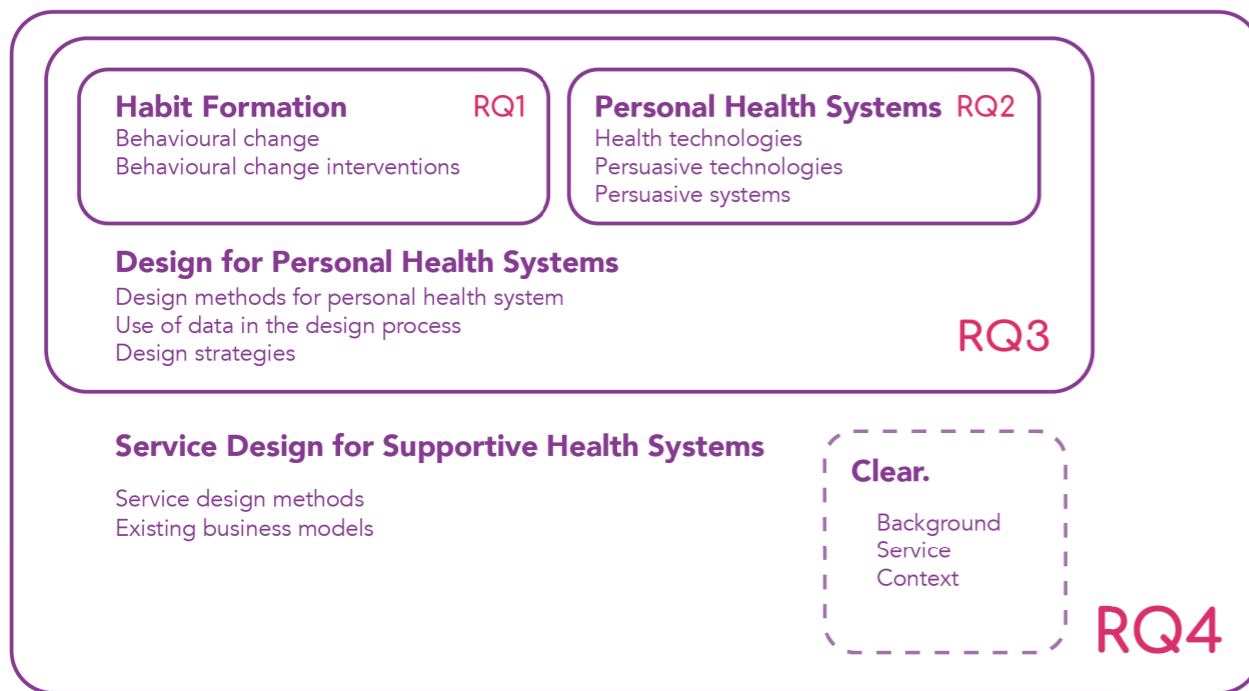 Habit Formation RQ1
Behavioural change
Behavioural change interventions
Personal Health Systems RQ2
Health technologies
Persuasive technologies
Persuasive systems
Design for Personal Health Systems
Design methods for personal health system
Use of data in the design process
Design strategies
RQ3
Service Design for Supportive Health Systems
Service design methods
Existing business models
Clear.
Background
Service
Context
RQ4